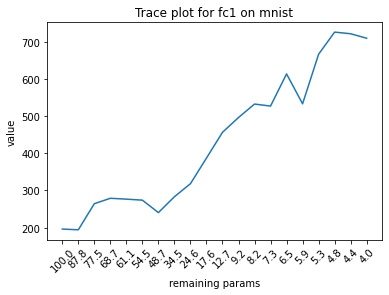 Trace plot for fc1 on mnist
value
700
600
500
400
300
200
100.0 87.8 77.5 68.7 61.1 54.5 48.7 34.5 24.6 17.6 12.7 9.2 8.2 7.3 6.5 5.9 5.3 4.8 4.4 4.0
remaining params